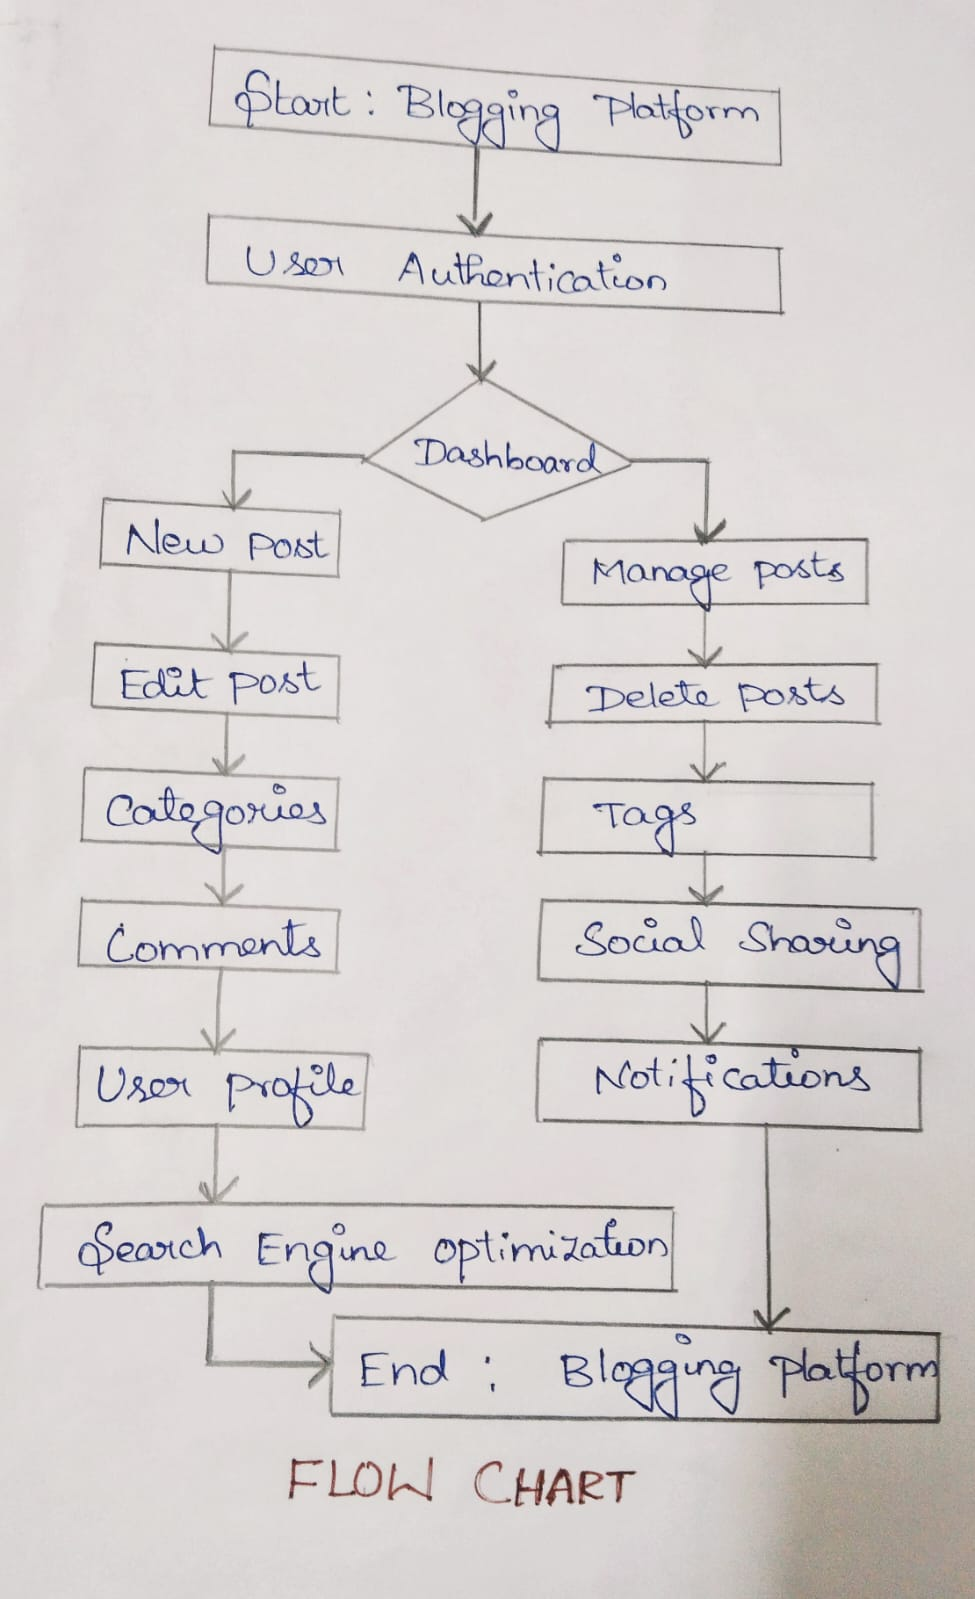 Start : Blogging Platform
User Authentication
Dashboard
New post
Edit post
Categories
Comments
User profile
Search Engine optimization
Manage posts
Delete posts
Tags
Social Sharing
Notifications
End : Blogging platform
FLOW CHART